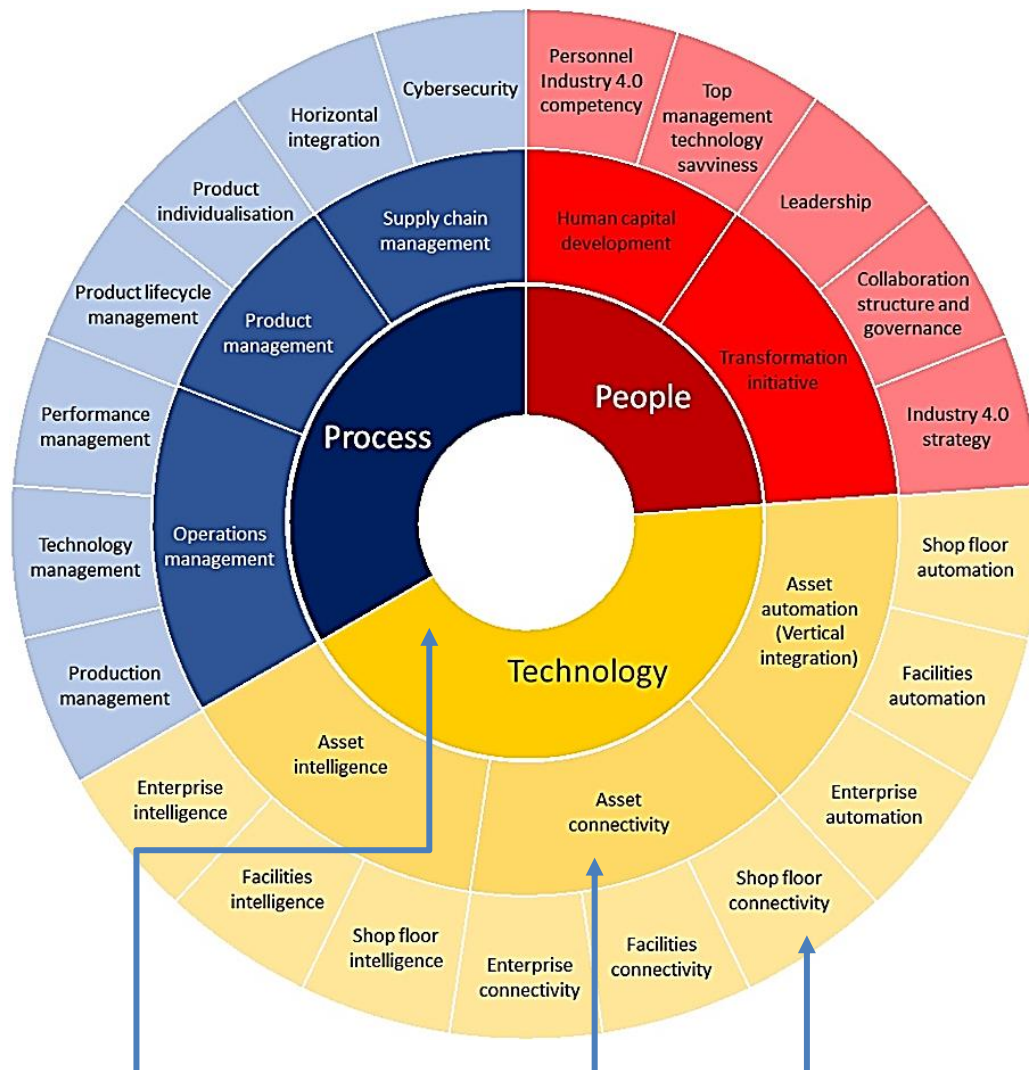 Cybersecurity
Personnel
Industry 4.0
competency
Horizontal
integration
Top
management
technology
savviness
Product
individualisation
Leadership
Supply chain
management
Human capital
development
Product lifecycle
management
Collaboration
structure and
governance
Product
management
Transformation
initiative
Performance
management
Industry 4.0
strategy
Process
People
Technology
management
Operations
management
Shop floor
automation
Asset
automation
(Vertical
integration)
Production
management
Technology
Facilities
automation
Asset
intelligence
Asset
connectivity
Enterprise
intelligence
Enterprise
automation
Facilities
intelligence
Shop floor
connectivity
Shop floor
intelligence
Enterprise
connectivity
Facilities
connectivity